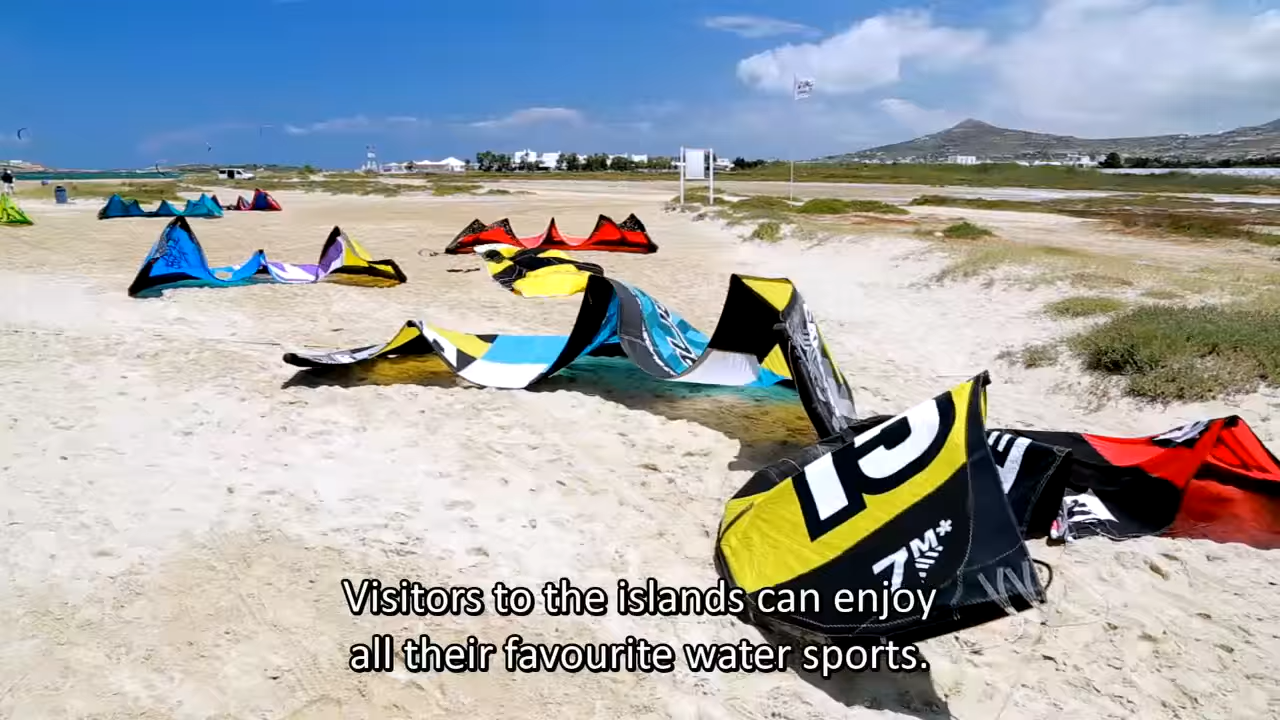 7M*
Visitors to the islands can enjoy
all their favourite water sports.